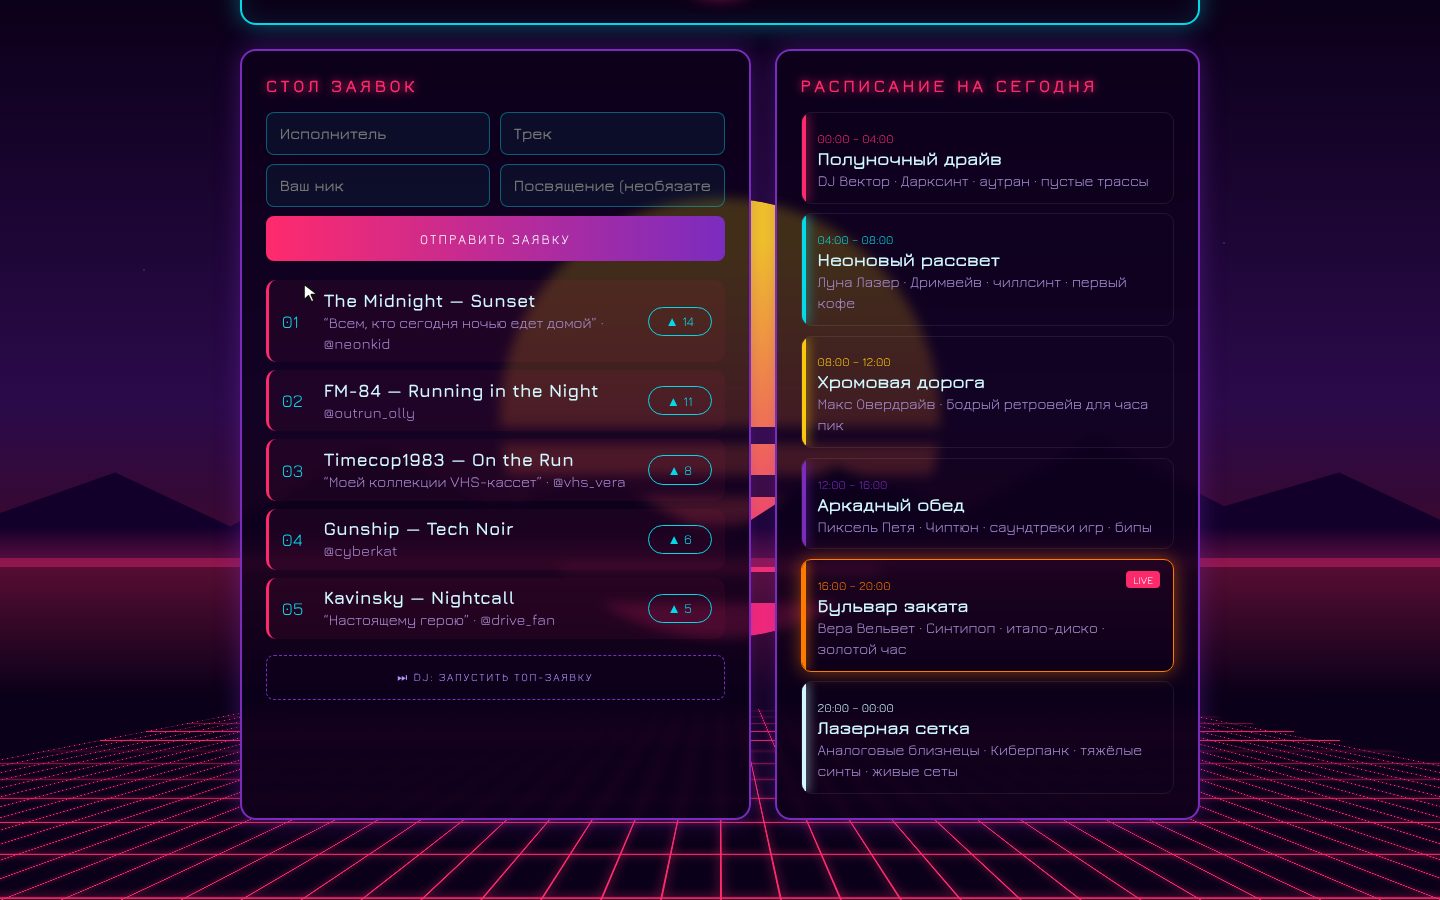 СТОЛ ЗАЯВОК
Исполнитель
Трек
Ваш ник
Посвящение (необязате
ОТПРАВИТЬ ЗАЯВКУ
01
The Midnight — Sunset
"Всем, кто сегодня ночью едет домой" ·
@neonkid
▲ 14
02
FM-84 — Running in the Night
@outrun_olly
▲ 11
03
Timecop1983 — On the Run
"Моей коллекции VHS-кассет" · @vhs_vera
▲ 8
04
Gunship — Tech Noir
@cyberkat
▲ 6
05
Kavinsky — Nightcall
"Настоящему герою" · @drive_fan
▲ 5
⏭ DJ: ЗАПУСТИТЬ ТОП-ЗАЯВКУ
РАСПИСАНИЕ НА СЕГОДНЯ
00:00 – 04:00
Полуночный драйв
DJ Вектор · Дарксинт · аутран · пустые трассы
04:00 – 08:00
Неоновый рассвет
Луна Лазер · Дримвейв · чиллсинт · первый
кофе
08:00 – 12:00
Хромовая дорога
Макс Овердрайв · Бодрый ретровейв для часа
пик
12:00 – 16:00
Аркадный обед
Пиксель Петя · Чиптюн · саундтреки игр · бипы
16:00 – 20:00
LIVE
Бульвар заката
Вера Вельвет · Синтипоп · итало-диско ·
золотой час
20:00 – 00:00
Лазерная сетка
Аналоговые близнецы · Киберпанк · тяжёлые
синты · живые сеты